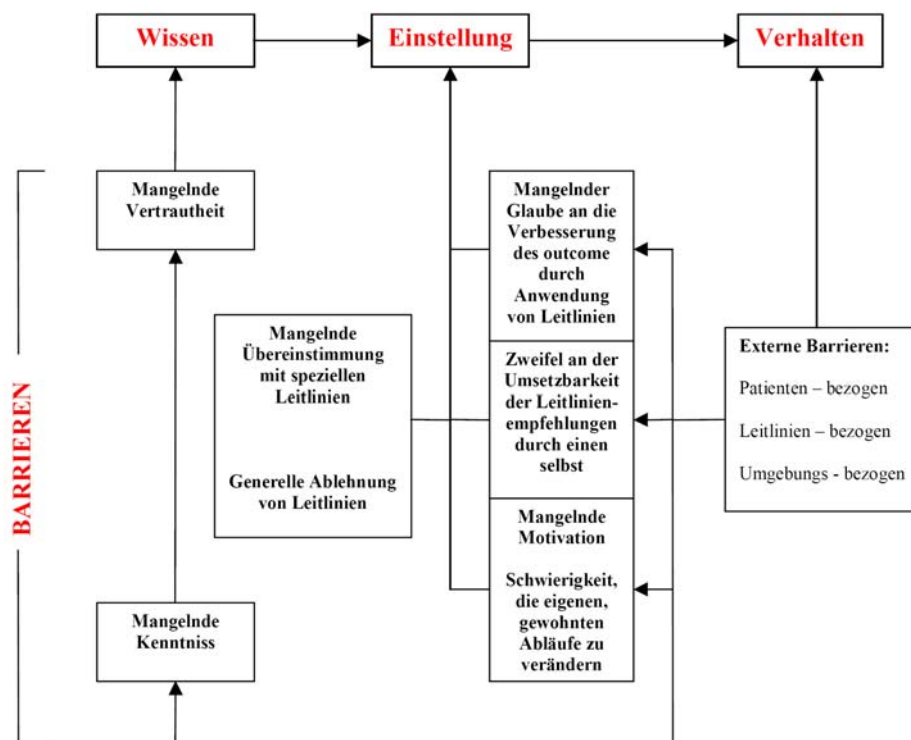 Wissen
Einstellung
Verhalten
BARRIEREN
Mangelnde
Vertrautheit
Mangelnde
Kenntniss
Mangelnde
Übereinstimmung
mit speziellen
Leitlinien
Generelle Ablehnung
von Leitlinien
Mangelnder
Glaube an die
Verbesserung
des outcome
durch
Anwendung
von Leitlinien
Zweifel an der
Umsetzbarkeit
der Leitlinien-
empfehlungen
durch einen
selbst
Mangelnde
Motivation
Schwierigkeit,
die eigenen,
gewohnten
Abläufe zu
verändern
Externe Barrieren:
Patienten – bezogen
Leitlinien – bezogen
Umgebungs - bezogen